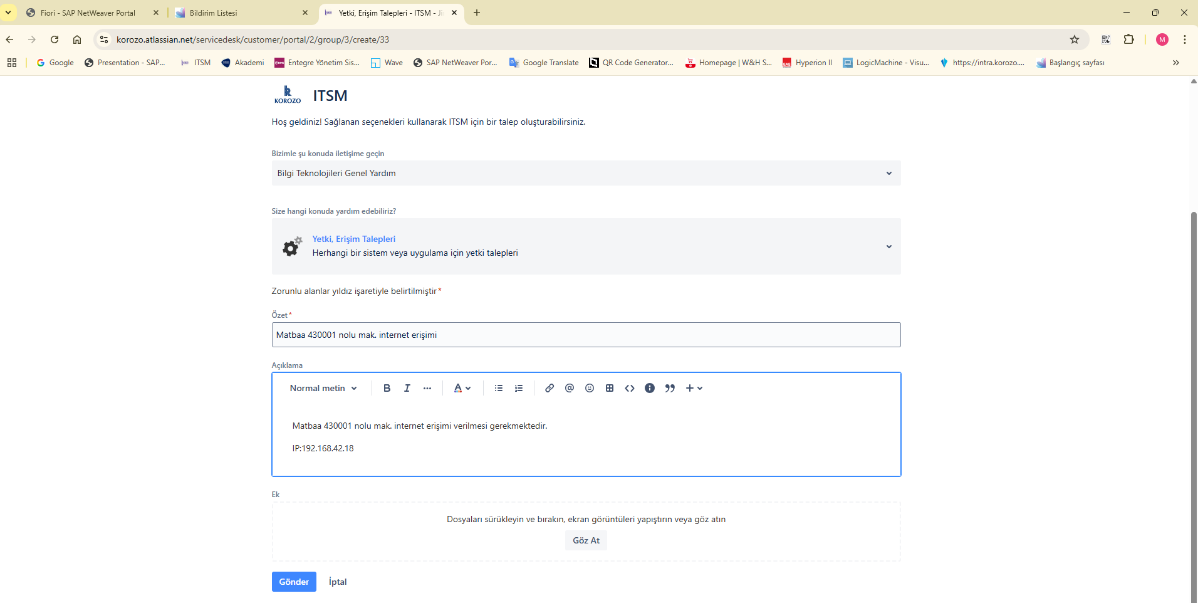 Fiori - SAP NetWeaver Portal
Bildirim Listesi
Yetki, Erişim Talepleri - ITSM - Ji
korozo.atlassian.net/servicedesk/customer/portal/2/group/3/create/33
M
Google
Presentation - SAP...
ITSM
Akademi
Entegre Yönetim Sis...
Wave
SAP NetWeaver Por...
Google Translate
QR Code Generator...
Homepage | W&H S...
Hyperion II
LogicMachine - Visu...
https://intra.korozo....
Başlangıç sayfası
KOROZO
ITSM
Hoş geldiniz! Sağlanan seçenekleri kullanarak ITSM için bir talep oluşturabilirsiniz.
Bizimle şu konuda iletişime geçin
Bilgi Teknolojileri Genel Yardım
Size hangi konuda yardım edebiliriz?
Yetki, Erişim Talepleri
Herhangi bir sistem veya uygulama için yetki talepleri
Zorunlu alanlar yıldız işaretiyle belirtilmiştir*
Özet*
Matbaa 430001 nolu mak. internet erişimi
Açıklama
Normal metin
B I ... A
Matbaa 430001 nolu mak. internet erişimi verilmesi gerekmektedir.
IP:192.168.42.18
Ek
Dosyaları sürükleyin ve bırakın, ekran görüntüleri yapıştırın veya göz atın
Göz At
Gönder İptal